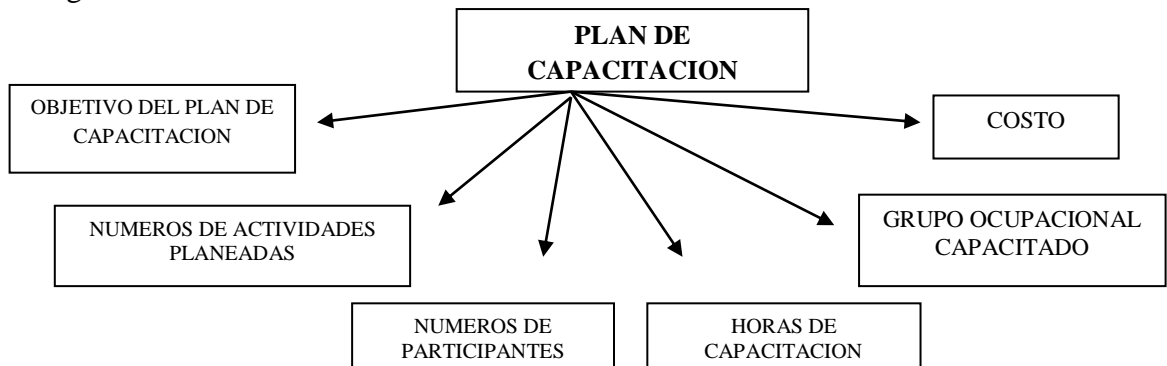 PLAN DE
CAPACITACION
OBJETIVO DEL PLAN DE
CAPACITACION
COSTO
NUMEROS DE ACTIVIDADES
PLANEADAS
GRUPO OCUPACIONAL
CAPACITADO
NUMEROS DE
PARTICIPANTES
HORAS DE
CAPACITACION